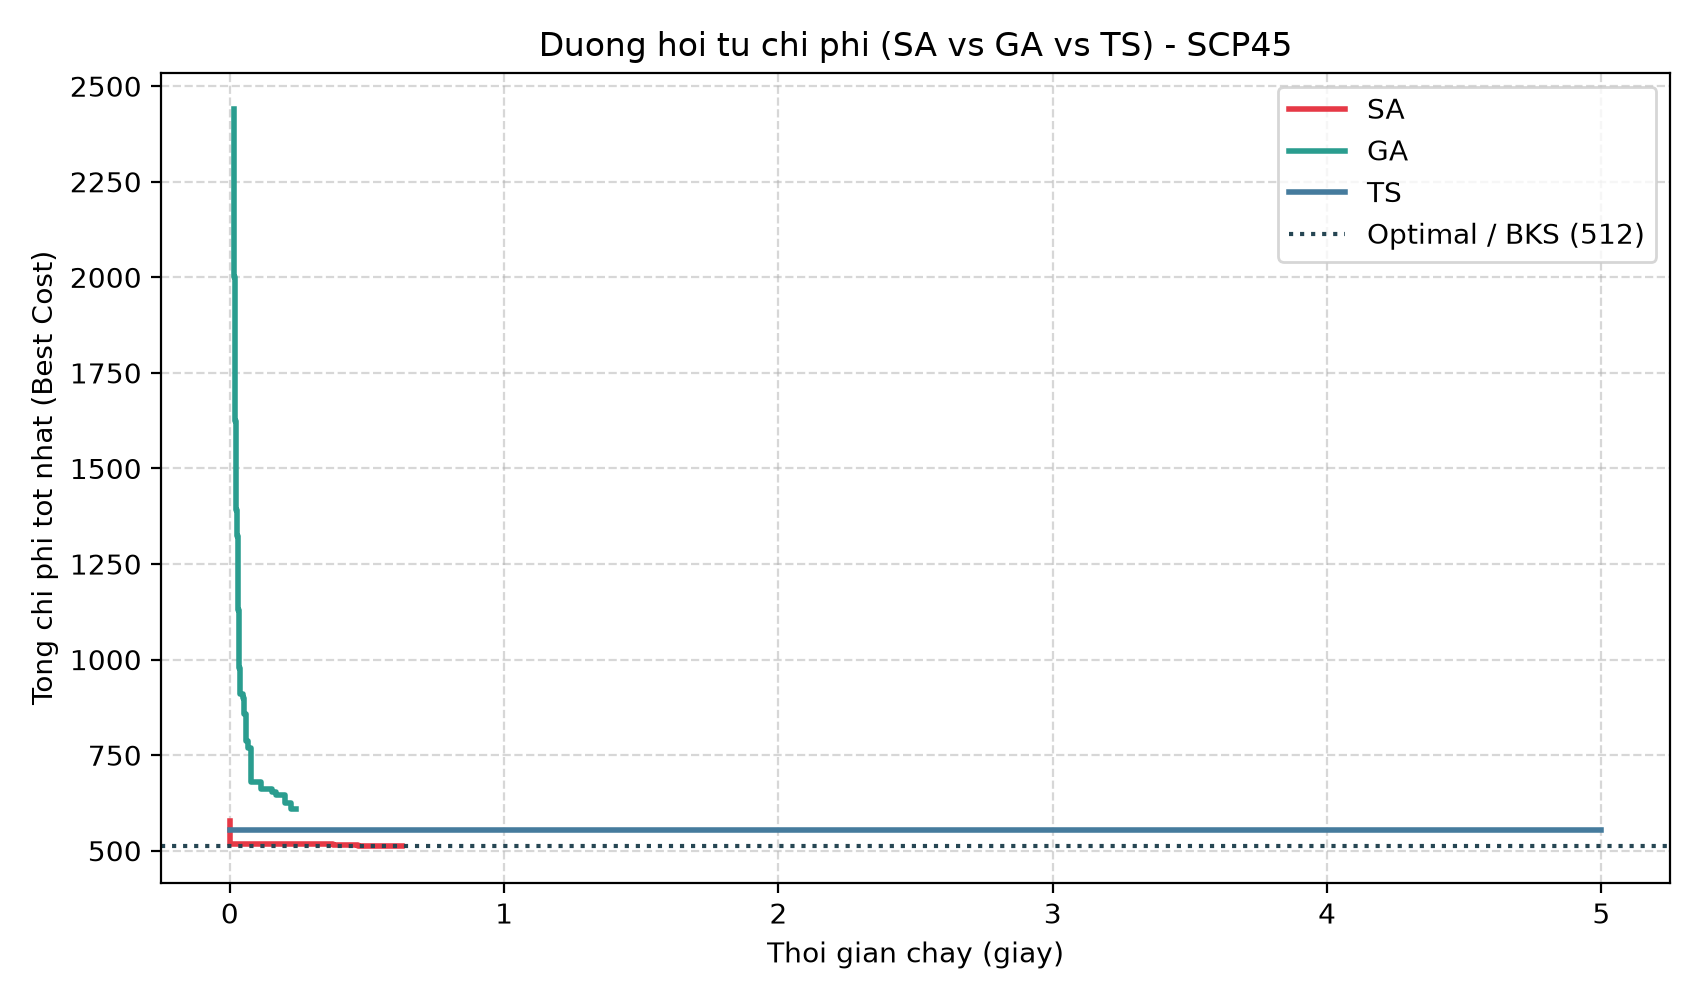 Duong hoi tu chi phi (SA vs GA vs TS) - SCP45
Tong chi phi tot nhat (Best Cost)
2500
2250
2000
1750
1500
1250
1000
750
500
SA
GA
TS
Optimal / BKS (512)
0
1
2
3
4
5
Thoi gian chay (giay)